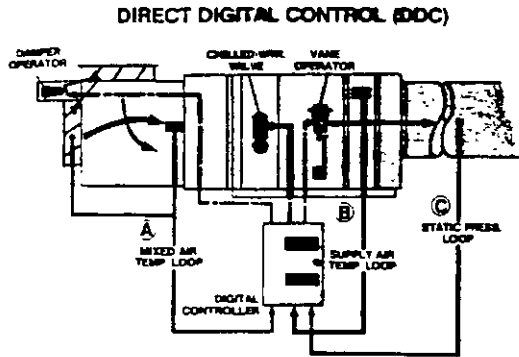 DIRECT DIGITAL CONTROL (DDC)
DAMPER
OPERATOR
CHILLED-WTR.
VALVE
VANE
OPERATOR
A
B
C
MIXED AIR
TEMP LOOP
SUPPLY AIR
TEMP LOOP
STATIC PRESS.
LOOP
DIGITAL
CONTROLLER